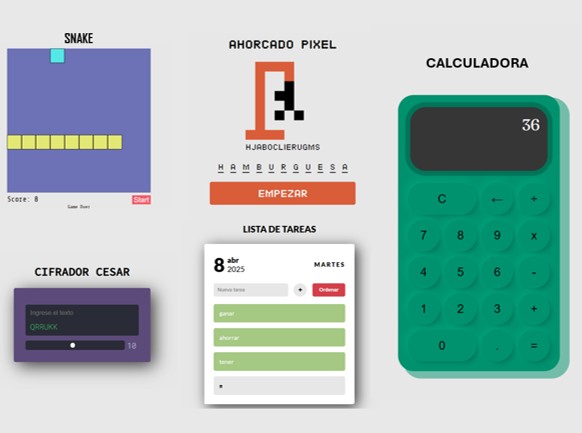 SNAKE
Score: 8
Start
Game Over
AHORCADO PIXEL
HJABOCLIERUGMS
HAMBURGUESA
EMPEZAR
CALCULADORA
36
C ← ÷
7 8 9 x
4 5 6 -
1 2 3 +
0 . =
CIFRADOR CESAR
Ingrese el texto
QRRUKK
10
LISTA DE TAREAS
8 abr
2025
MARTES
Nueva tarea
+
Ordenar
ganar
ahorrar
tener